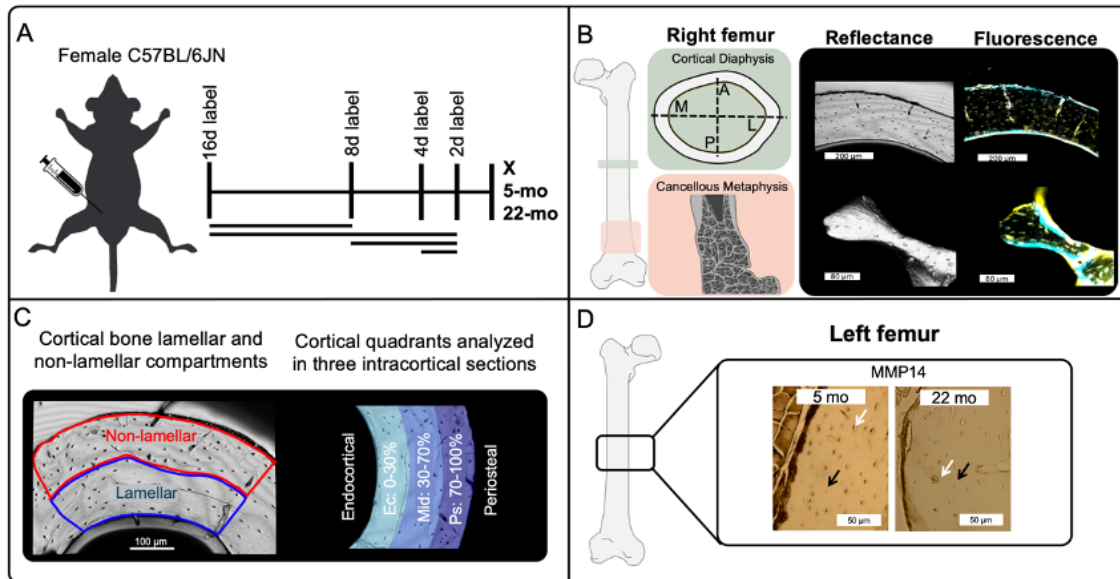 A
Female C57BL/6JN
16d label
8d label
4d label
2d label
X
5-mo
22-mo
B
Right femur
Cortical Diaphysis
A
M
L
P
Cancellous Metaphysis
Reflectance
Fluorescence
200 µm
200 µm
80 µm
80 µm
C
Cortical bone lamellar and
non-lamellar compartments
Non-lamellar
Lamellar
100 µm
Cortical quadrants analyzed
in three intracortical sections
Endocortical
Ec: 0-30%
Mid: 30-70%
Ps: 70-100%
Periosteal
D
Left femur
MMP14
5 mo
22 mo
50 µm
50 µm